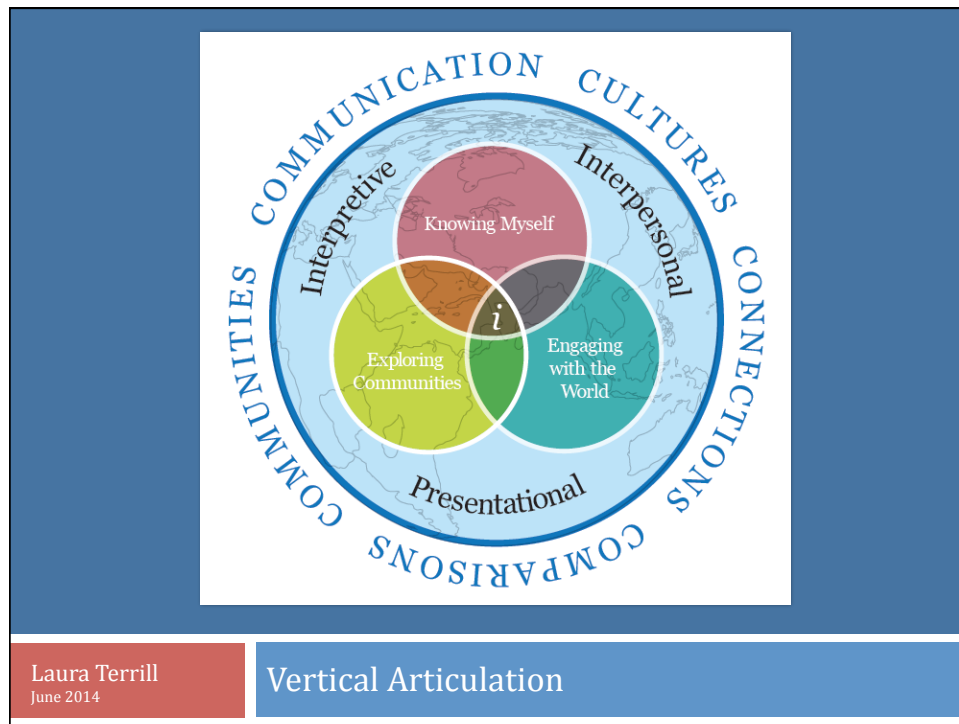 COMMUNICATION CULTURES CONNECTIONS COMPARISONS COMMUNITIES
Interpretive
Interpersonal
Presentational
Knowing Myself
i
Exploring
Communities
Engaging
with the
World
Laura Terrill
June 2014
Vertical Articulation